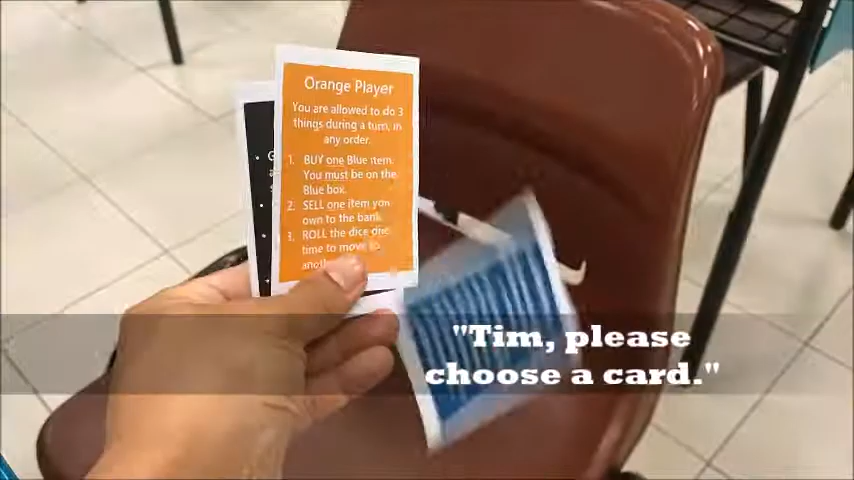 Orange Player
You are allowed to do 3
things during a turn, in
any order.
1. BUY one Blue item.
You must be on the
Blue box.
2. SELL one item you
own to the bank.
3. ROLL the dice one
time to move to
"Tim, please
choose a card."